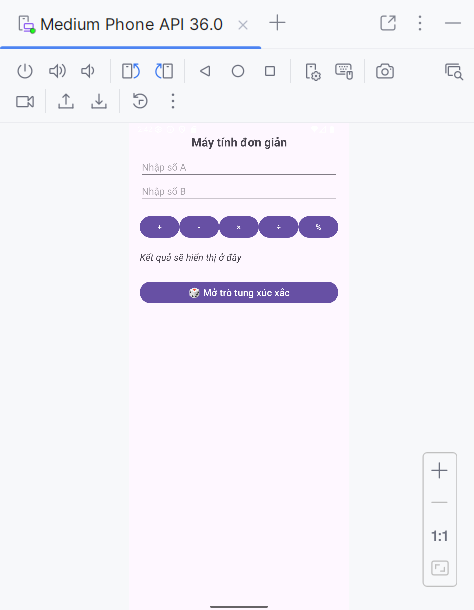 Medium Phone API 36.0
Máy tính đơn giản
Nhập số A
Nhập số B
+ - × ÷ %
Kết quả sẽ hiển thị ở đây
🎲 Mở trò tung xúc xắc
1:1